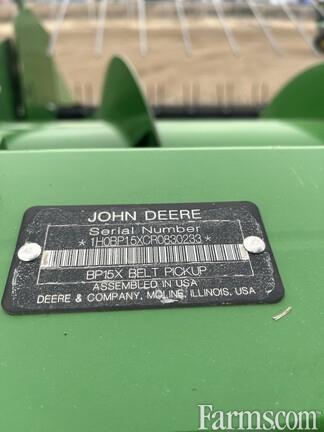 JOHN DEERE
Serial Number
*1H0BP15XCR0830233*
BP15X BELT PICKUP
ASSEMBLED IN USA
DEERE & COMPANY, MOLINE, ILLINOIS, USA
Farms.com®